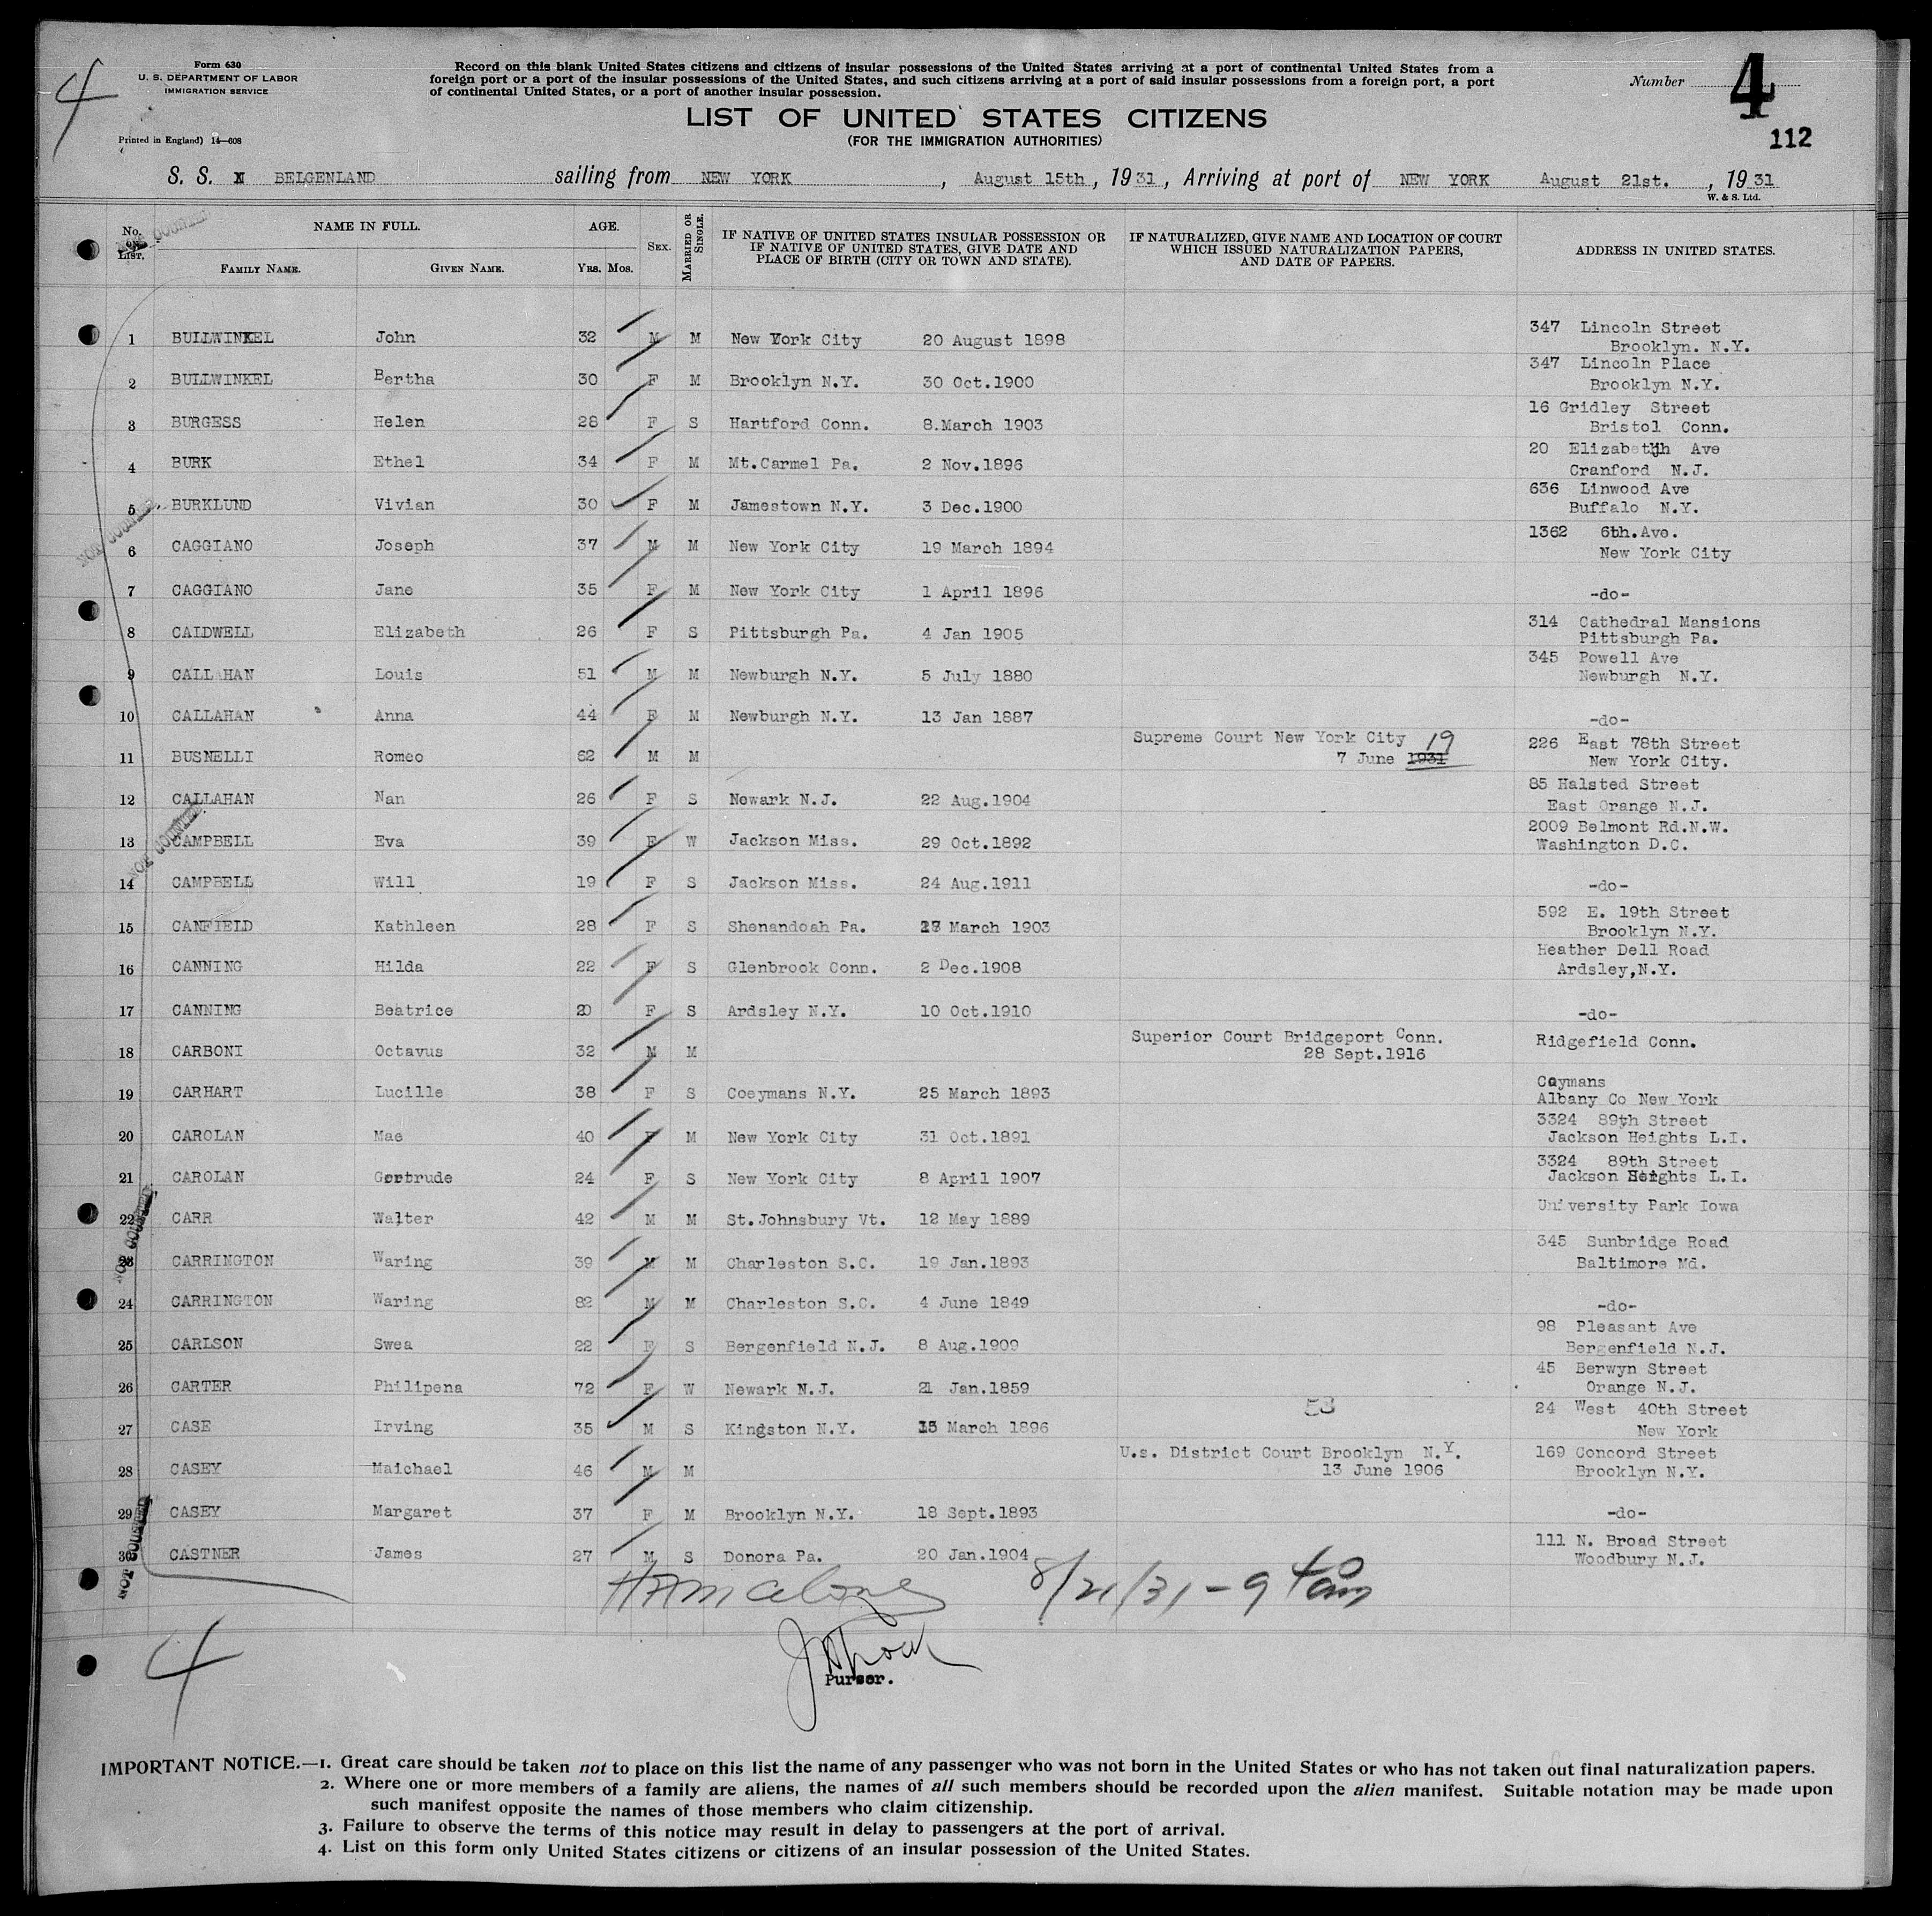 4
Form 630
U. S. DEPARTMENT OF LABOR
IMMIGRATION SERVICE
Printed in England) 14—608
Record on this blank United States citizens and citizens of insular possessions of the United States arriving at a port of continental United States from a
foreign port or a port of the insular possessions of the United States, and such citizens arriving at a port of said insular possessions from a foreign port, a port
of continental United States, or a port of another insular possession.
LIST OF UNITED STATES CITIZENS
(FOR THE IMMIGRATION AUTHORITIES)
Number 4
112
S. S. BELGENLAND sailing from NEW YORK, August 15th, 1931, Arriving at port of NEW YORK August 21st., 1931
W. & S. Ltd.
No. ON LIST. NAME IN FULL. AGE. SEX. MARRIED OR SINGLE. IF NATIVE OF UNITED STATES INSULAR POSSESSION OR IF NATIVE OF UNITED STATES, GIVE DATE AND PLACE OF BIRTH (CITY OR TOWN AND STATE). IF NATURALIZED, GIVE NAME AND LOCATION OF COURT WHICH ISSUED NATURALIZATION PAPERS, AND DATE OF PAPERS. ADDRESS IN UNITED STATES.
FAMILY NAME. GIVEN NAME. YRS. MOS.
1 BULLWINKEL John 32 M M New York City 20 August 1898 347 Lincoln Street
Brooklyn. N.Y.
2 BULLWINKEL Bertha 30 F M Brooklyn N.Y. 30 Oct.1900 347 Lincoln Place
Brooklyn N.Y.
3 BURGESS Helen 28 F S Hartford Conn. 8.March 1903 16 Gridley Street
Bristol Conn.
4 BURK Ethel 34 F M Mt.Carmel Pa. 2 Nov.1896 20 Elizabeth Ave
Cranford N.J.
5 BURKLUND Vivian 30 F M Jamestown N.Y. 3 Dec.1900 636 Linwood Ave
Buffalo N.Y.
6 CAGGIANO Joseph 37 M M New York City 19 March 1894 1362 6th.Ave.
New York City
7 CAGGIANO Jane 35 F M New York City 1 April 1896 -do-
8 CALDWELL Elizabeth 26 F S Pittsburgh Pa. 4 Jan 1905 314 Cathedral Mansions
Pittsburgh Pa.
9 CALLAHAN Louis 51 M M Newburgh N.Y. 5 July 1880 345 Powell Ave
Newburgh N.Y.
10 CALLAHAN Anna 44 F M Newburgh N.Y. 13 Jan 1887 -do-
11 BUSNELLI Romeo 62 M M Supreme Court New York City 19 226 East 78th Street
7 June 1931 New York City.
12 CALLAHAN Nan 26 F S Newark N.J. 22 Aug.1904 85 Halsted Street
East Orange N.J.
13 CAMPBELL Eva 39 F W Jackson Miss. 29 Oct.1892 2009 Belmont Rd.N.W.
Washington D.C.
14 CAMPBELL Will 19 F S Jackson Miss. 24 Aug.1911 -do-
15 CANFIELD Kathleen 28 F S Shenandoah Pa. March 1903 592 E. 19th Street
Brooklyn N.Y.
16 CANNING Hilda 22 F S Glenbrook Conn. 2 Dec.1908 Heather Dell Road
Ardsley,N.Y.
17 CANNING Beatrice 20 F S Ardsley N.Y. 10 Oct.1910 -do-
18 CARBONI Octavus 32 M M Superior Court Bridgeport Conn. Ridgefield Conn.
28 Sept.1916
19 CARHART Lucille 38 F S Coeymans N.Y. 25 March 1893 Coymans
Albany Co New York
20 CAROLAN Mae 40 F M New York City 31 Oct.1891 3324 89th Street
Jackson Heights L.I.
21 CAROLAN Gertrude 24 F S New York City 8 April 1907 3324 89th Street
Jackson Heights L.I.
22 CARR Walter 42 M M St.Johnsbury Vt. 12 May 1889 University Park Iowa
23 CARRINGTON Waring 39 M M Charleston S.C. 19 Jan.1893 345 Sunbridge Road
Baltimore Md.
24 CARRINGTON Waring 82 M M Charleston S.C. 4 June 1849 -do-
25 CARLSON Swea 22 F S Bergenfield N.J. 8 Aug.1909 98 Pleasant Ave
Bergenfield N.J.
26 CARTER Philipena 72 F W Newark N.J. 21 Jan.1859 45 Berwyn Street
Orange N.J.
53
27 CASE Irving 35 M S Kingston N.Y. 15 March 1896 24 West 40th Street
New York
28 CASEY Maichael 46 M M U.s. District Court Brooklyn N.Y. 169 Concord Street
13 June 1906 Brooklyn N.Y.
29 CASEY Margaret 37 F M Brooklyn N.Y. 18 Sept.1893 -do-
30 CASTNER James 27 M S Donora Pa. 20 Jan.1904 111 N. Broad Street
Woodbury N.J.
NOT COUNTED
NOT COUNTED
NOT COUNTED
NOT COUNTED
NOT COUNTED
8/21/31 - 9 40 am
4
Purser.
IMPORTANT NOTICE.—1. Great care should be taken not to place on this list the name of any passenger who was not born in the United States or who has not taken out final naturalization papers.
2. Where one or more members of a family are aliens, the names of all such members should be recorded upon the alien manifest. Suitable notation may be made upon
such manifest opposite the names of those members who claim citizenship.
3. Failure to observe the terms of this notice may result in delay to passengers at the port of arrival.
4. List on this form only United States citizens or citizens of an insular possession of the United States.